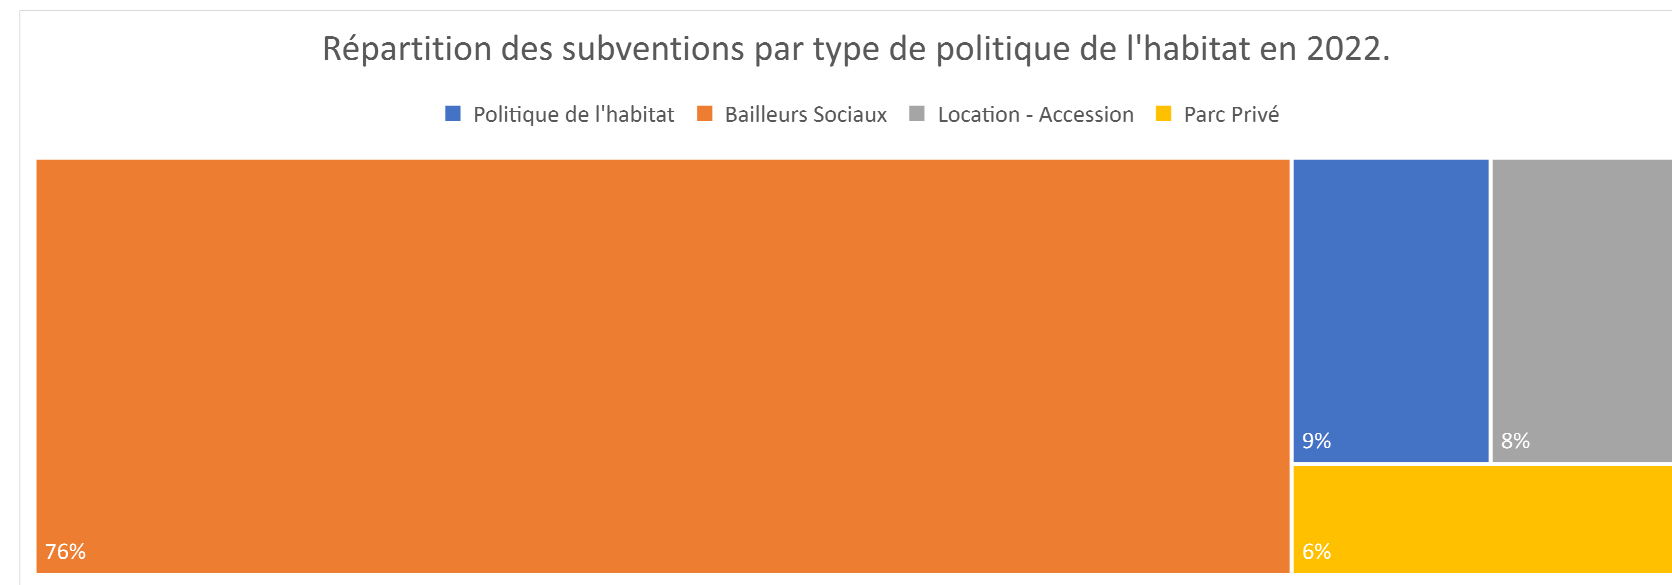 Répartition des subventions par type de politique de l'habitat en 2022.
Politique de l'habitat Bailleurs Sociaux Location - Accession Parc Privé
9% 8%
76% 6%